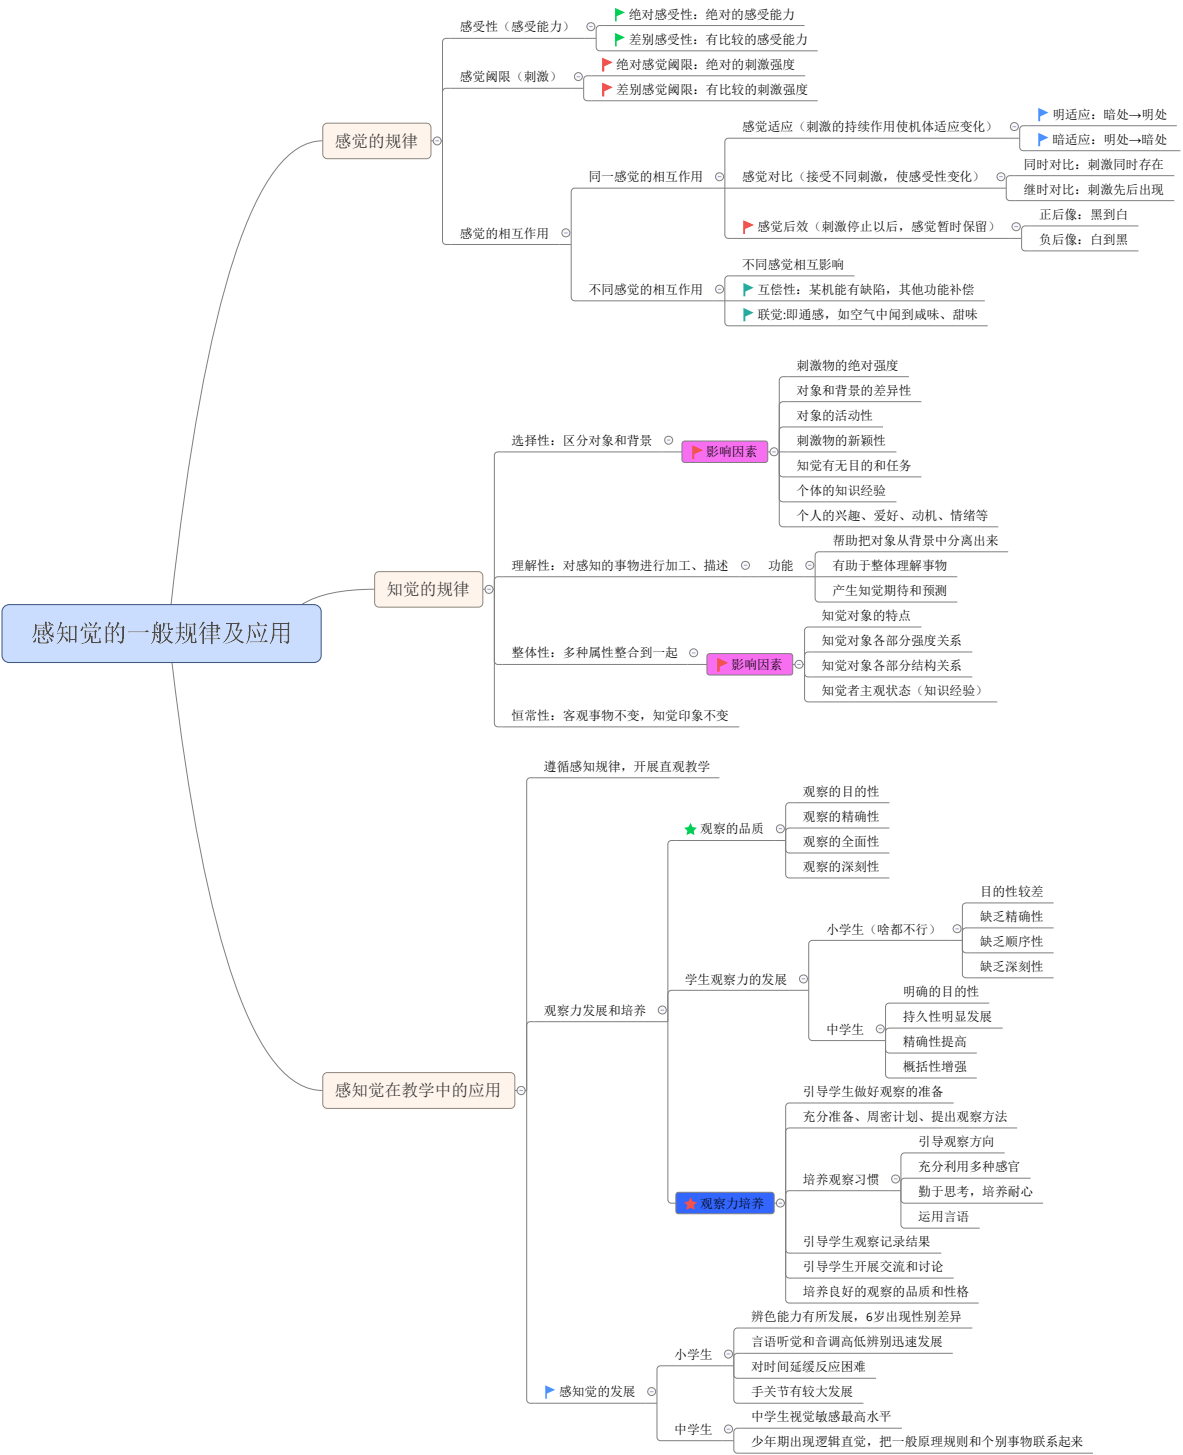 感知觉的一般规律及应用
感觉的规律
感受性（感受能力）
绝对感受性：绝对的感受能力
差别感受性：有比较的感受能力
感觉阈限（刺激）
绝对感觉阈限：绝对的刺激强度
差别感觉阈限：有比较的刺激强度
感觉的相互作用
同一感觉的相互作用
感觉适应（刺激的持续作用使机体适应变化）
明适应：暗处→明处
暗适应：明处→暗处
感觉对比（接受不同刺激，使感受性变化）
同时对比：刺激同时存在
继时对比：刺激先后出现
感觉后效（刺激停止以后，感觉暂时保留）
正后像：黑到白
负后像：白到黑
不同感觉的相互作用
不同感觉相互影响
互偿性：某机能有缺陷，其他功能补偿
联觉:即通感，如空气中闻到咸味、甜味
知觉的规律
选择性：区分对象和背景
影响因素
刺激物的绝对强度
对象和背景的差异性
对象的活动性
刺激物的新颖性
知觉有无目的和任务
个体的知识经验
个人的兴趣、爱好、动机、情绪等
理解性：对感知的事物进行加工、描述
功能
帮助把对象从背景中分离出来
有助于整体理解事物
产生知觉期待和预测
整体性：多种属性整合到一起
影响因素
知觉对象的特点
知觉对象各部分强度关系
知觉对象各部分结构关系
知觉者主观状态（知识经验）
恒常性：客观事物不变，知觉印象不变
感知觉在教学中的应用
遵循感知规律，开展直观教学
观察力发展和培养
观察的品质
观察的目的性
观察的精确性
观察的全面性
观察的深刻性
学生观察力的发展
小学生（啥都不行）
目的性较差
缺乏精确性
缺乏顺序性
缺乏深刻性
中学生
明确的目的性
持久性明显发展
精确性提高
概括性增强
观察力培养
引导学生做好观察的准备
充分准备、周密计划、提出观察方法
培养观察习惯
引导观察方向
充分利用多种感官
勤于思考，培养耐心
运用言语
引导学生观察记录结果
引导学生开展交流和讨论
培养良好的观察的品质和性格
感知觉的发展
小学生
辨色能力有所发展，6岁出现性别差异
言语听觉和音调高低辨别迅速发展
对时间延缓反应困难
手关节有较大发展
中学生
中学生视觉敏感最高水平
少年期出现逻辑直觉，把一般原理规则和个别事物联系起来